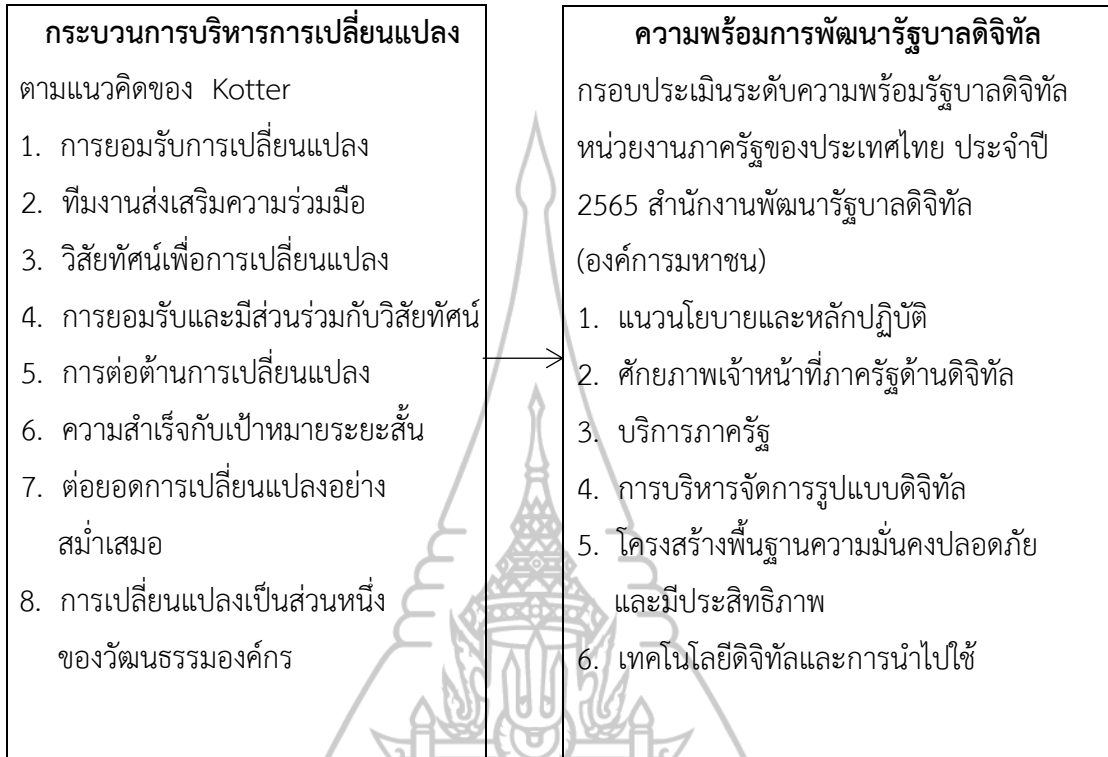 กระบวนการบริหารการเปลี่ยนแปลง
ตามแนวคิดของ Kotter
1. การยอมรับการเปลี่ยนแปลง
2. ทีมงานส่งเสริมความร่วมมือ
3. วิสัยทัศน์เพื่อการเปลี่ยนแปลง
4. การยอมรับและมีส่วนร่วมกับวิสัยทัศน์
5. การต่อต้านการเปลี่ยนแปลง
6. ความสำเร็จกับเป้าหมายระยะสั้น
7. ต่อยอดการเปลี่ยนแปลงอย่าง
สม่ำเสมอ
8. การเปลี่ยนแปลงเป็นส่วนหนึ่ง
ของวัฒนธรรมองค์กร
ความพร้อมการพัฒนารัฐบาลดิจิทัล
กรอบประเมินระดับความพร้อมรัฐบาลดิจิทัล
หน่วยงานภาครัฐของประเทศไทย ประจำปี
2565 สำนักงานพัฒนารัฐบาลดิจิทัล
(องค์การมหาชน)
1. แนวนโยบายและหลักปฏิบัติ
2. ศักยภาพเจ้าหน้าที่ภาครัฐด้านดิจิทัล
3. บริการภาครัฐ
4. การบริหารจัดการรูปแบบดิจิทัล
5. โครงสร้างพื้นฐานความมั่นคงปลอดภัย
และมีประสิทธิภาพ
6. เทคโนโลยีดิจิทัลและการนำไปใช้